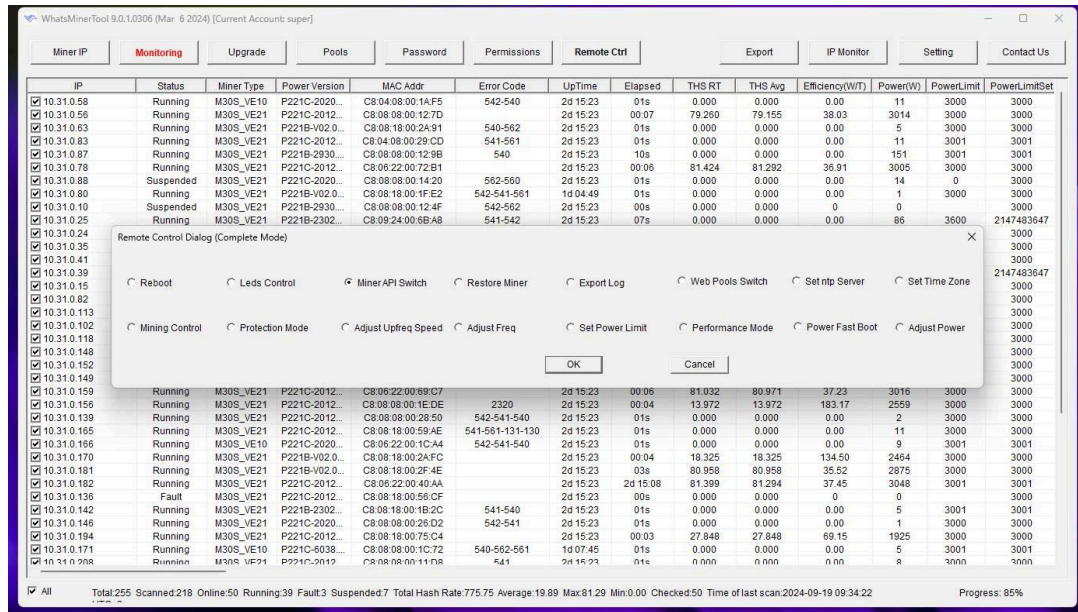 WhatsMinerTool 9.0.1.0306 (Mar 6 2024) [Current Account: super]
Miner IP Monitoring Upgrade Pools Password Permissions Remote Ctrl Export IP Monitor Setting Contact Us
IP Status Miner Type Power Version MAC Addr Error Code UpTime Elapsed THS RT THS Avg Efficiency(W/T) Power(W) PowerLimit PowerLimitSet
10.31.0.58 Running M30S_VE10 P221C-2020... C8:04:08:00:1A:F5 542-540 2d 15:23 01s 0.000 0.000 0.00 11 3000 3000
10.31.0.56 Running M30S_VE21 P221C-2012... C8:08:08:00:12:7D 2d 15:23 00:07 79.260 79.155 38.03 3014 3000 3000
10.31.0.63 Running M30S_VE21 P221B-V02.0... C8:08:18:00:2A:91 540-562 2d 15:23 01s 0.000 0.000 0.00 5 3000 3000
10.31.0.83 Running M30S_VE21 P221C-2012... C8:04:08:00:29:CD 541-561 2d 15:23 01s 0.000 0.000 0.00 11 3001 3001
10.31.0.87 Running M30S_VE21 P221B-2930.... C8:08:08:00:12:9B 540 2d 15:23 10s 0.000 0.000 0.00 151 3001 3001
10.31.0.78 Running M30S_VE21 P221C-2012... C8:06:22:00:72:B1 2d 15:23 00:06 81.424 81.292 36.91 3005 3000 3000
10.31.0.88 Suspended M30S_VE21 P221C-2020... C8:08:08:00:14:20 562-560 2d 15:23 01s 0.000 0.000 0.00 14 0 3000
10.31.0.80 Running M30S_VE21 P221B-V02.0... C8:08:18:00:1F:E2 542-541-561 1d 04:49 01s 0.000 0.000 0.00 1 3000 3000
10.31.0.10 Suspended M30S_VE21 P221B-2930.... C8:08:08:00:12:4F 542-562 2d 15:23 00s 0.000 0.000 0 0 3000
10.31.0.25 Running M30S_VE21 P221B-2302... C8:09:24:00:6B:A8 541-542 2d 15:23 07s 0.000 0.000 0.00 86 3600 2147483647
10.31.0.24 3000
Remote Control Dialog (Complete Mode)
10.31.0.35 3000
10.31.0.41 3000
10.31.0.39 2147483647
Reboot Leds Control Miner API Switch Restore Miner Export Log Web Pools Switch Set ntp Server Set Time Zone
10.31.0.15 3000
10.31.0.82 3000
10.31.0.113 3000
10.31.0.102 3000
Mining Control Protection Mode Adjust Upfreq Speed Adjust Freq Set Power Limit Performance Mode Power Fast Boot Adjust Power
10.31.0.118 3000
10.31.0.148 3000
10.31.0.152 3000
OK Cancel
10.31.0.149 3000
10.31.0.159 Running M30S_VE21 P221C-2012... C8:06:22:00:69:C7 2d 15:23 00:06 81.032 80.971 37.23 3016 3000 3000
10.31.0.156 Running M30S_VE21 P221C-2012... C8:08:08:00:1E:DE 2320 2d 15:23 00:04 13.972 13.972 183.17 2559 3000 3000
10.31.0.139 Running M30S_VE21 P221C-2012... C8:08:08:00:28:50 542-541-540 2d 15:23 01s 0.000 0.000 0.00 2 3000 3000
10.31.0.165 Running M30S_VE21 P221C-2012... C8:08:18:00:59:AE 541-561-131-130 2d 15:23 01s 0.000 0.000 0.00 11 3000 3000
10.31.0.166 Running M30S_VE10 P221C-2020... C8:06:22:00:1C:A4 542-541-540 2d 15:23 01s 0.000 0.000 0.00 9 3001 3001
10.31.0.170 Running M30S_VE21 P221B-V02.0... C8:08:18:00:2A:FC 2d 15:23 00:04 18.325 18.325 134.50 2464 3000 3000
10.31.0.181 Running M30S_VE21 P221B-V02.0... C8:08:18:00:2F:4E 2d 15:23 03s 80.958 80.958 35.52 2875 3000 3000
10.31.0.182 Running M30S_VE21 P221C-2012... C8:06:22:00:40:AA 2d 15:23 2d 15:08 81.399 81.294 37.45 3048 3001 3001
10.31.0.136 Fault M30S_VE21 P221C-2012... C8:08:18:00:56:CF 2d 15:23 00s 0.000 0.000 0 0 3000
10.31.0.142 Running M30S_VE21 P221B-2302... C8:08:18:00:1B:2C 541-540 2d 15:23 01s 0.000 0.000 0.00 5 3001 3001
10.31.0.146 Running M30S_VE21 P221C-2020... C8:08:08:00:26:D2 542-541 2d 15:23 01s 0.000 0.000 0.00 1 3000 3000
10.31.0.194 Running M30S_VE21 P221C-2012... C8:08:18:00:75:C4 2d 15:23 00:03 27.848 27.848 69.15 1925 3000 3000
10.31.0.171 Running M30S_VE10 P221C-6038.... C8:08:08:00:1C:72 540-562-561 1d 07:45 01s 0.000 0.000 0.00 5 3001 3001
10.31.0.208 Running M30S_VE21 P221C-2012 C8:08:08:00:11:D8 541 2d 15:23 01s 0.000 0.000 0.00 8 3000 3000
All Total:255 Scanned:218 Online:50 Running:39 Fault:3 Suspended:7 Total Hash Rate:775.75 Average:19.89 Max:81.29 Min:0.00 Checked:50 Time of last scan:2024-09-19 09:34:22 Progress: 85%